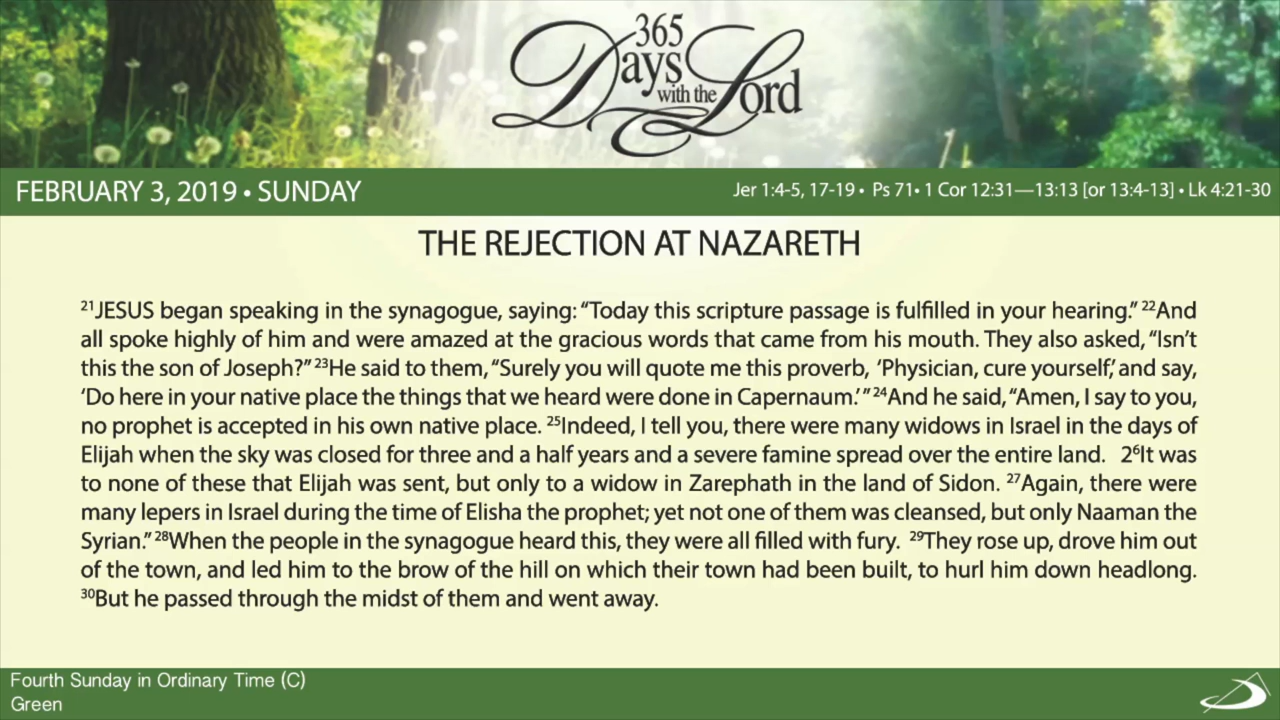 365
Days
with the
Lord
FEBRUARY 3, 2019 • SUNDAY
Jer 1:4-5, 17-19 • Ps 71• 1 Cor 12:31—13:13 [or 13:4-13] • Lk 4:21-30
THE REJECTION AT NAZARETH
²¹JESUS began speaking in the synagogue, saying: “Today this scripture passage is fulfilled in your hearing.” ²²And
all spoke highly of him and were amazed at the gracious words that came from his mouth. They also asked, “Isn’t
this the son of Joseph?” ²³He said to them, “Surely you will quote me this proverb, ‘Physician, cure yourself,’ and say,
‘Do here in your native place the things that we heard were done in Capernaum.’ ” ²⁴And he said, “Amen, I say to you,
no prophet is accepted in his own native place. ²⁵Indeed, I tell you, there were many widows in Israel in the days of
Elijah when the sky was closed for three and a half years and a severe famine spread over the entire land. 2⁶It was
to none of these that Elijah was sent, but only to a widow in Zarephath in the land of Sidon. ²⁷Again, there were
many lepers in Israel during the time of Elisha the prophet; yet not one of them was cleansed, but only Naaman the
Syrian.” ²⁸When the people in the synagogue heard this, they were all filled with fury. ²⁹They rose up, drove him out
of the town, and led him to the brow of the hill on which their town had been built, to hurl him down headlong.
³⁰But he passed through the midst of them and went away.
Fourth Sunday in Ordinary Time (C)
Green